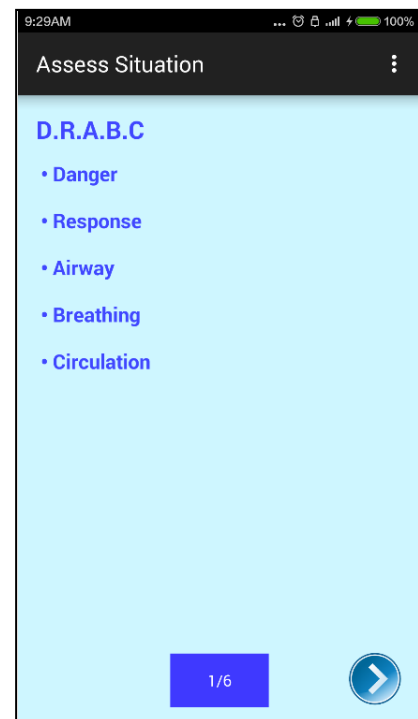 9:29AM ... 100%
Assess Situation
D.R.A.B.C
• Danger
• Response
• Airway
• Breathing
• Circulation
1/6